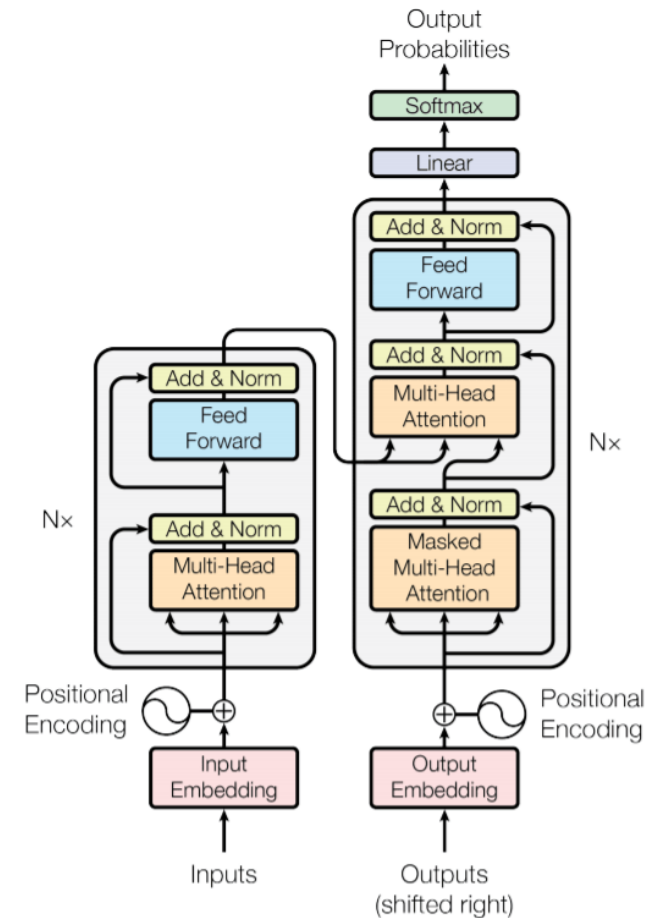 Output
Probabilities
Softmax
Linear
Add & Norm
Feed
Forward
Add & Norm
Multi-Head
Attention
Add & Norm
Masked
Multi-Head
Attention
Nx
Add & Norm
Feed
Forward
Add & Norm
Multi-Head
Attention
Nx
Positional
Encoding
Positional
Encoding
Input
Embedding
Output
Embedding
Inputs
Outputs
(shifted right)